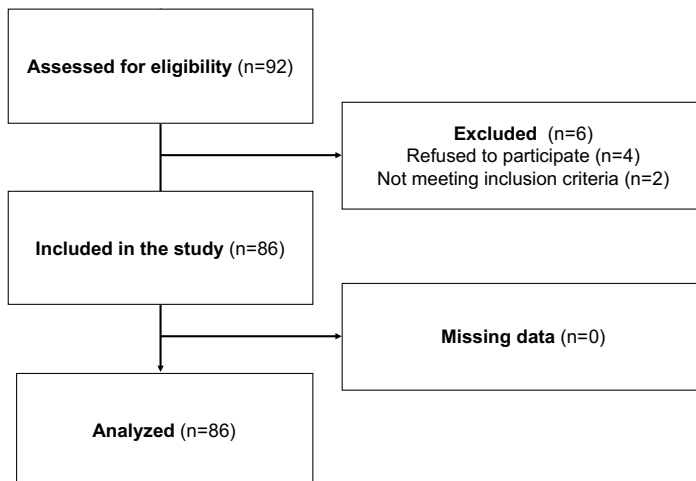 Assessed for eligibility (n=92)
Excluded (n=6)
Refused to participate (n=4)
Not meeting inclusion criteria (n=2)
Included in the study (n=86)
Missing data (n=0)
Analyzed (n=86)